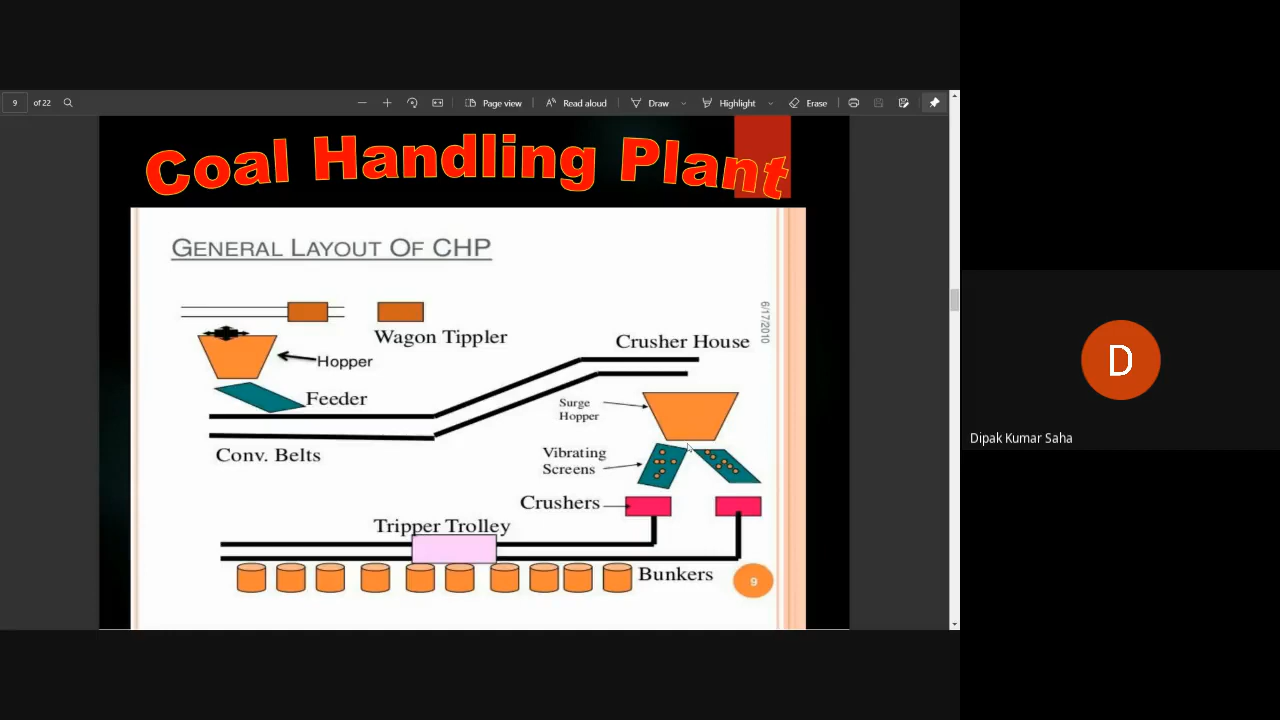 9 of 22 Page view Read aloud Draw Highlight Erase
Coal Handling Plant
GENERAL LAYOUT OF CHP
6/17/2010
Wagon Tippler
Hopper
Crusher House
Feeder
Surge
Hopper
Conv. Belts
Vibrating
Screens
Crushers
Tripper Trolley
Bunkers
9
D
Dipak Kumar Saha